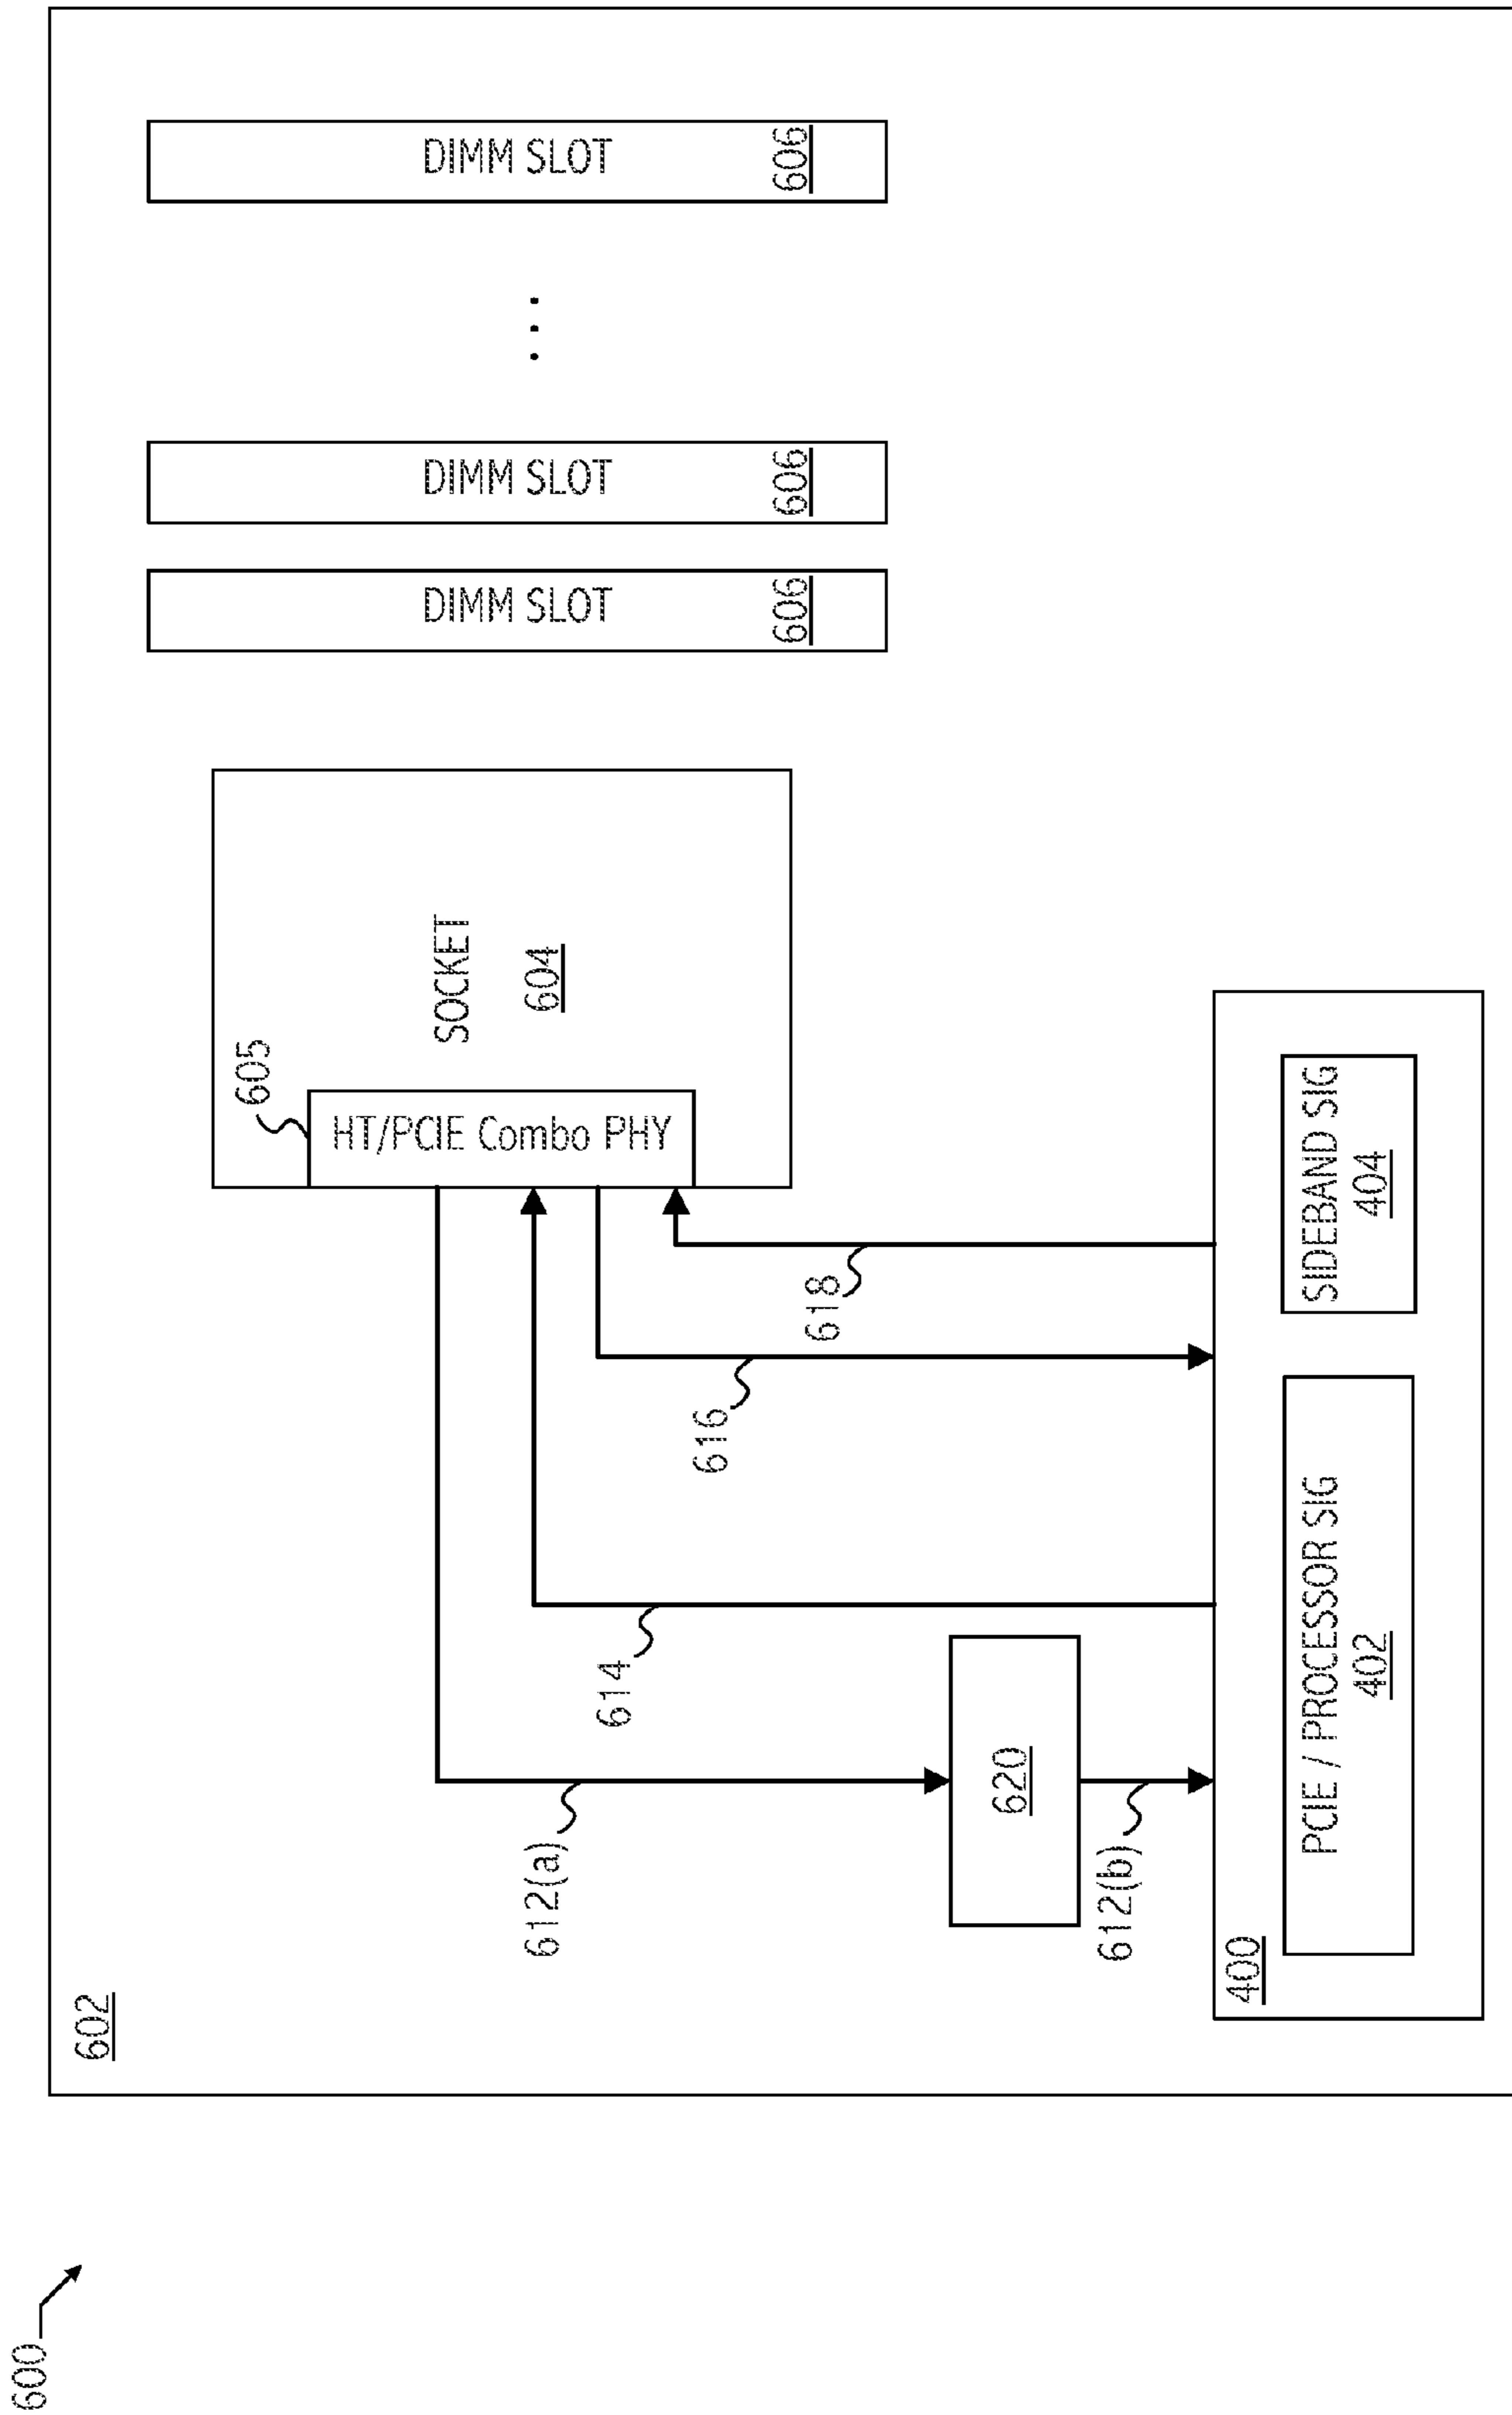 600
602
605
HT/PCIE Combo PHY
SOCKET
604
DIMM SLOT
606
DIMM SLOT
606
DIMM SLOT
606
612(a)
614
616
618
620
612(b)
400
PCIE / PROCESSOR SIG
402
SIDEBAND SIG
404